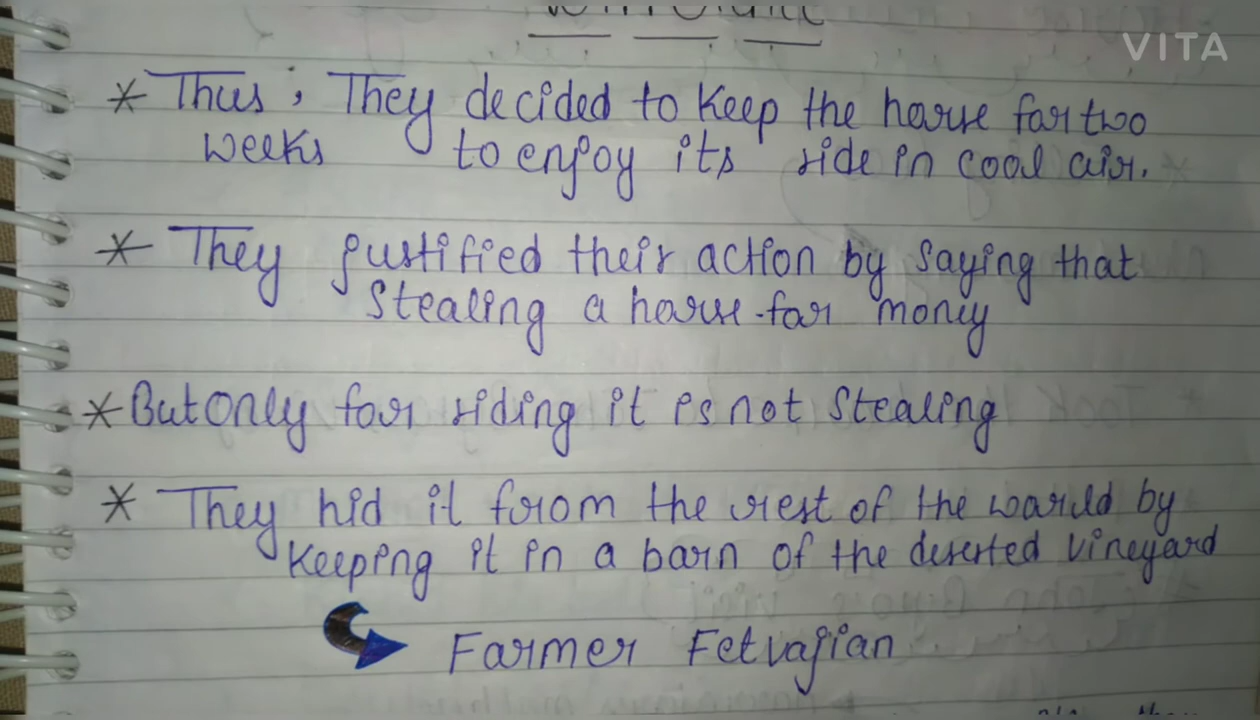 VITA
* Thus, They decided to keep the horse for two
weeks to enjoy its ride in cool air.
* They justified their action by saying that
stealing a horse for money
* But only for riding it is not stealing
* They hid it from the rest of the world by
keeping it in a barn of the deserted vineyard
Farmer Fetvajian